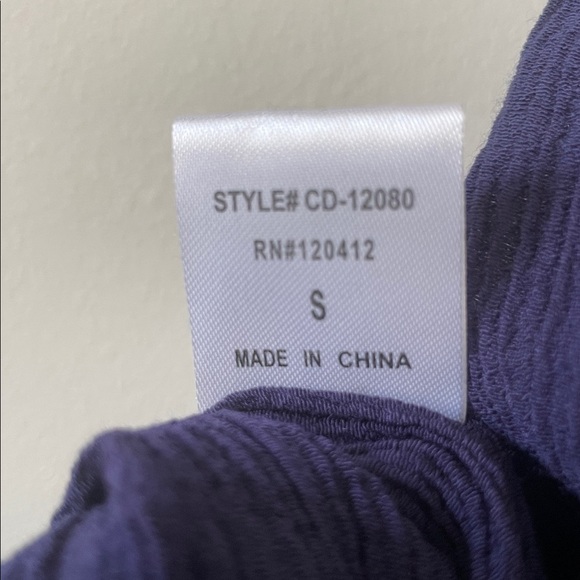 STYLE# CD-12080
RN#120412
S
MADE IN CHINA